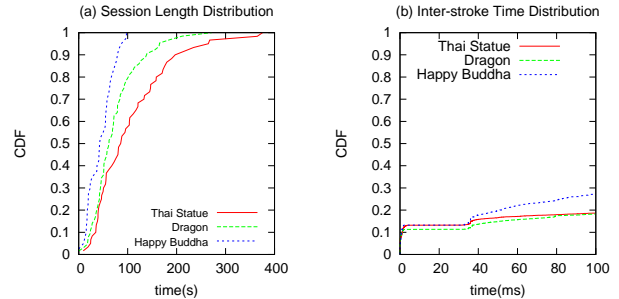 (a) Session Length Distribution
CDF
1
0.9
0.8
0.7
0.6
0.5
0.4
0.3
0.2
0.1
0
Thai Statue
Dragon
Happy Buddha
0 100 200 300 400
time(s)
(b) Inter-stroke Time Distribution
CDF
1
0.9
0.8
0.7
0.6
0.5
0.4
0.3
0.2
0.1
0
Thai Statue
Dragon
Happy Buddha
0 20 40 60 80 100
time(ms)